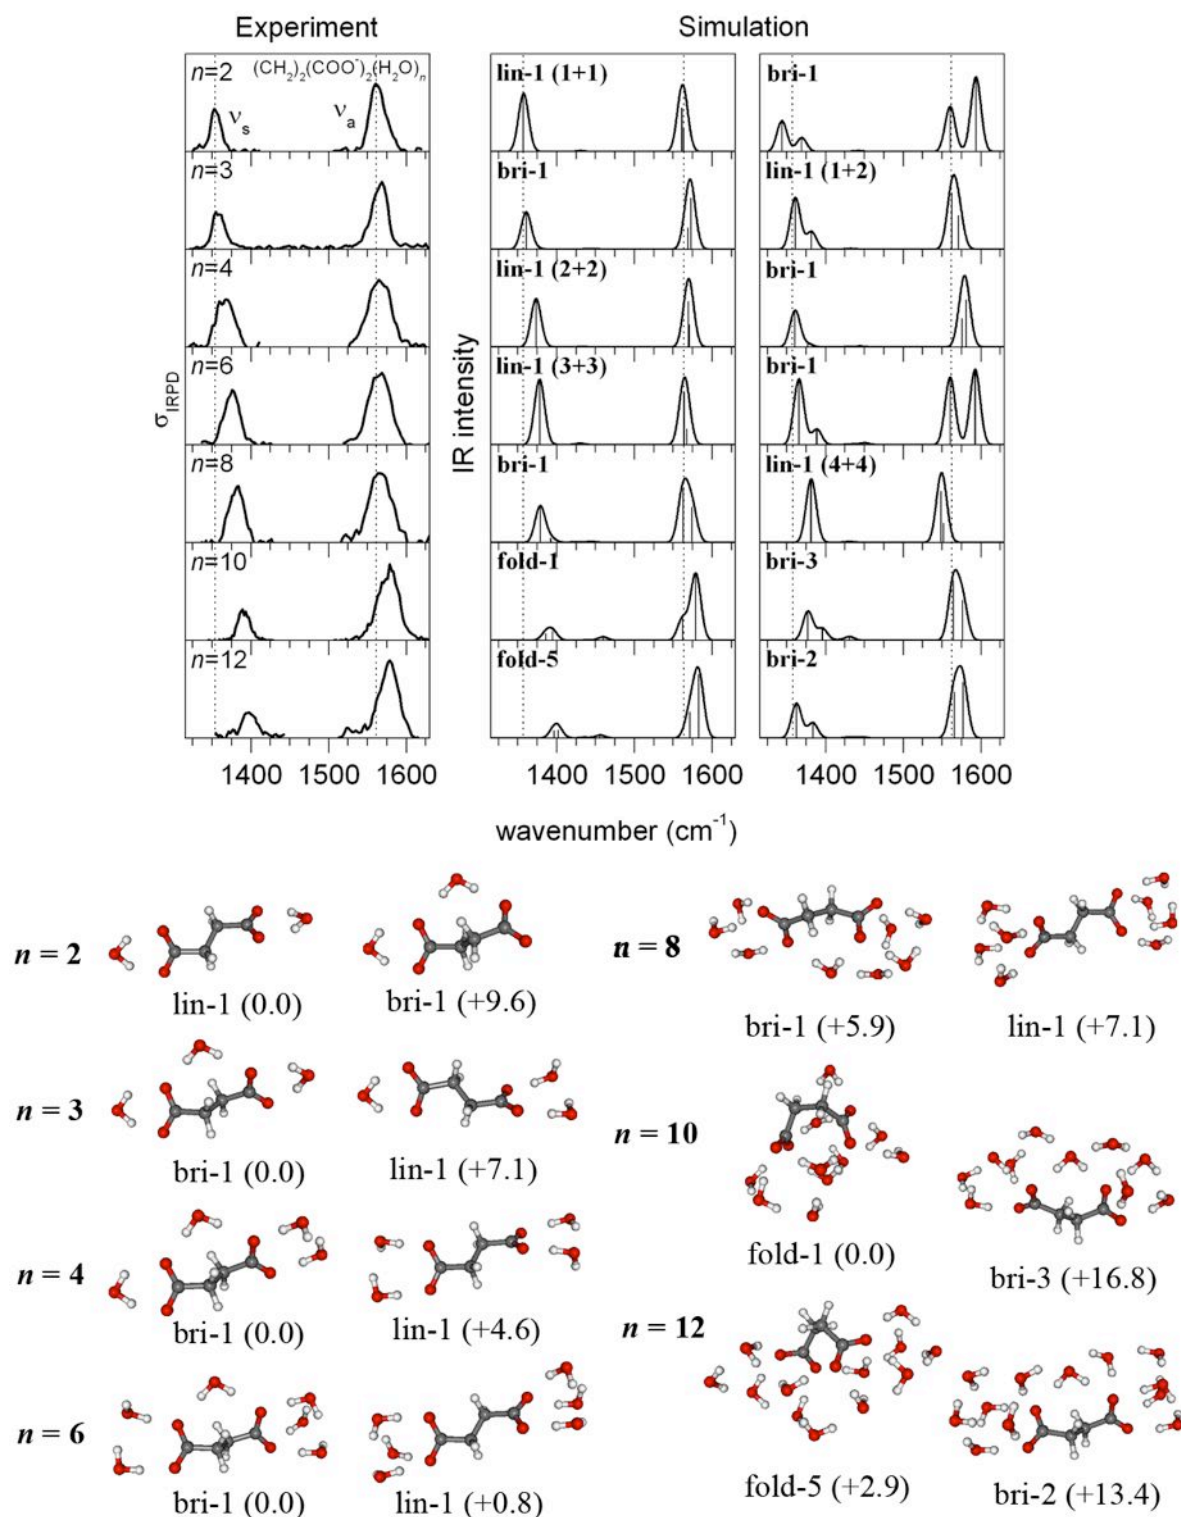 Experiment
Simulation
n=2 (CH₂)₂(COO⁻)₂(H₂O)ₙ
νs
νa
n=3
n=4
n=6
n=8
n=10
n=12
σIRPD
1400 1500 1600
IR intensity
lin-1 (1+1)
bri-1
lin-1 (2+2)
lin-1 (3+3)
bri-1
fold-1
fold-5
1400 1500 1600
bri-1
lin-1 (1+2)
bri-1
bri-1
lin-1 (4+4)
bri-3
bri-2
1400 1500 1600
wavenumber (cm⁻¹)
n = 2
lin-1 (0.0)
bri-1 (+9.6)
n = 3
bri-1 (0.0)
lin-1 (+7.1)
n = 4
bri-1 (0.0)
lin-1 (+4.6)
n = 6
bri-1 (0.0)
lin-1 (+0.8)
n = 8
bri-1 (+5.9)
lin-1 (+7.1)
n = 10
fold-1 (0.0)
bri-3 (+16.8)
n = 12
fold-5 (+2.9)
bri-2 (+13.4)